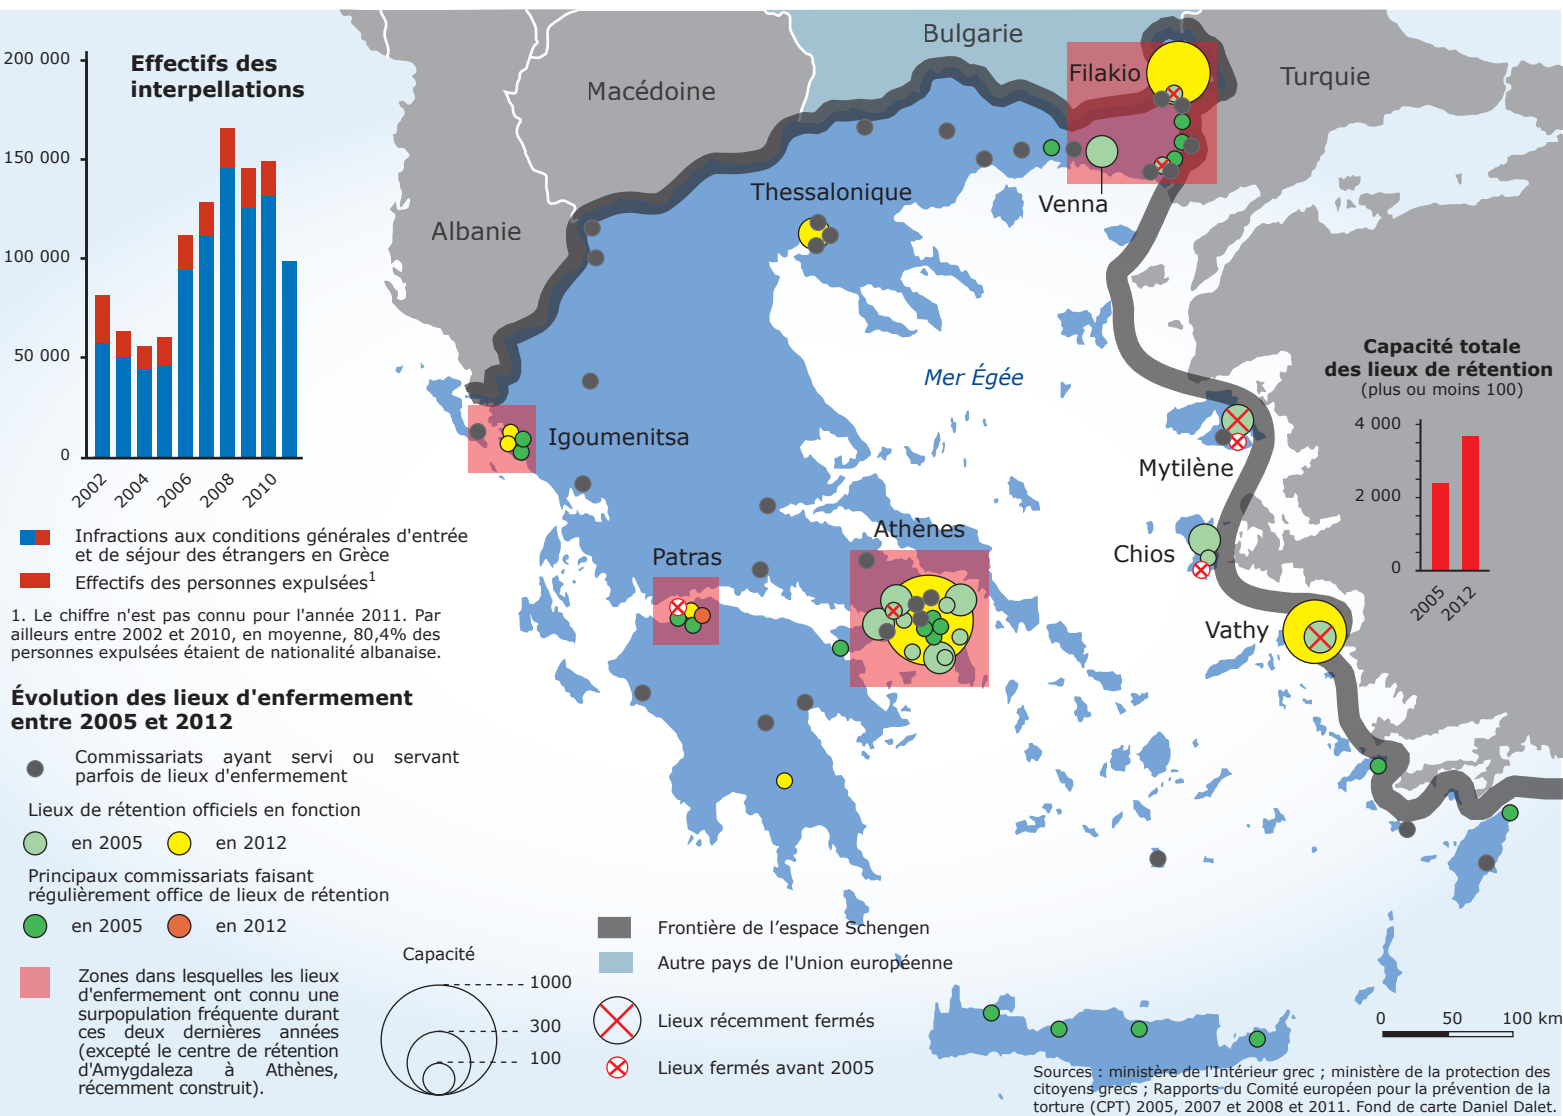 Effectifs des
interpellations
200 000
150 000
100 000
50 000
0
2002
2004
2006
2008
2010
Infractions aux conditions générales d'entrée
et de séjour des étrangers en Grèce
Effectifs des personnes expulsées1
1. Le chiffre n'est pas connu pour l'année 2011. Par
ailleurs entre 2002 et 2010, en moyenne, 80,4% des
personnes expulsées étaient de nationalité albanaise.
Évolution des lieux d'enfermement
entre 2005 et 2012
Commissariats ayant servi ou servant
parfois de lieux d'enfermement
Lieux de rétention officiels en fonction
en 2005
en 2012
Principaux commissariats faisant
régulièrement office de lieux de rétention
en 2005
en 2012
Zones dans lesquelles les lieux
d'enfermement ont connu une
surpopulation fréquente durant
ces deux dernières années
(excepté le centre de rétention
d'Amygdaleza à Athènes,
récemment construit).
Capacité
1000
300
100
Frontière de l'espace Schengen
Autre pays de l'Union européenne
Lieux récemment fermés
Lieux fermés avant 2005
Bulgarie
Macédoine
Filakio
Turquie
Albanie
Thessalonique
Venna
Mer Égée
Igoumenitsa
Mytilène
Athènes
Patras
Chios
Vathy
Capacité totale
des lieux de rétention
(plus ou moins 100)
4 000
2 000
0
2005
2012
0 50 100 km
Sources : ministère de l'Intérieur grec ; ministère de la protection des
citoyens grecs ; Rapports du Comité européen pour la prévention de la
torture (CPT) 2005, 2007 et 2008 et 2011. Fond de carte Daniel Dalet.